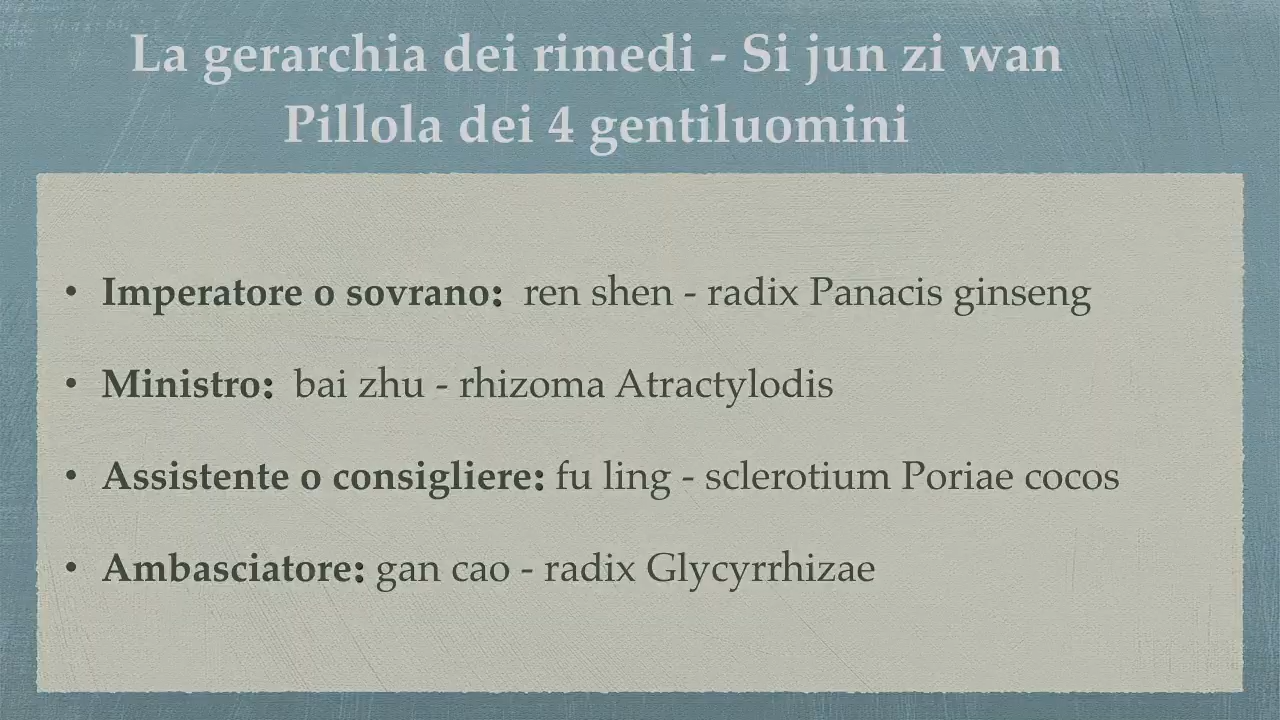 La gerarchia dei rimedi - Si jun zi wan
Pillola dei 4 gentiluomini
• Imperatore o sovrano: ren shen - radix Panacis ginseng
• Ministro: bai zhu - rhizoma Atractylodis
• Assistente o consigliere: fu ling - sclerotium Poriae cocos
• Ambasciatore: gan cao - radix Glycyrrhizae